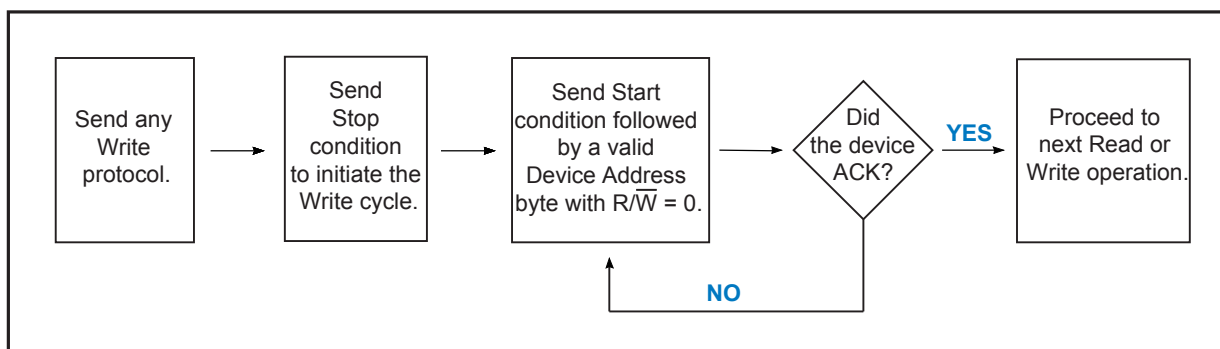 Send any
Write
protocol.
Send
Stop
condition
to initiate the
Write cycle.
Send Start
condition followed
by a valid
Device Address
byte with R/W̅ = 0.
Did
the device
ACK?
YES
NO
Proceed to
next Read or
Write operation.